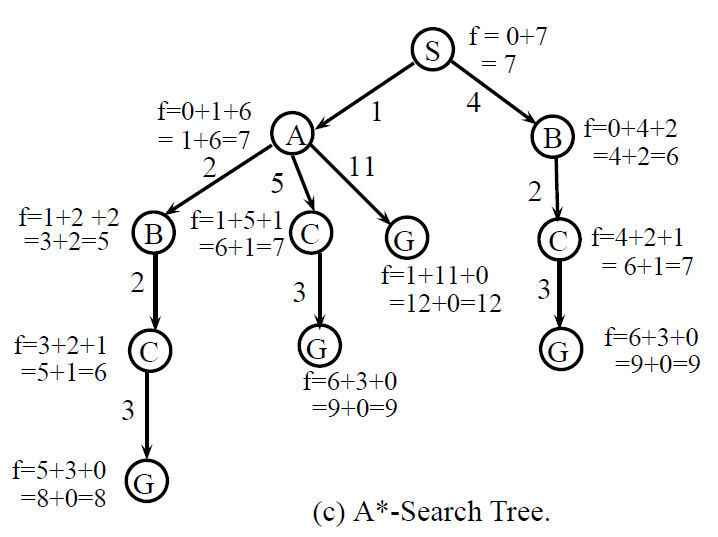 S
f = 0+7
= 7
1
4
f=0+1+6
= 1+6=7
A
B
f=0+4+2
=4+2=6
2
5
11
2
f=1+2 +2
=3+2=5
B
f=1+5+1
=6+1=7
C
G
f=1+11+0
=12+0=12
C
f=4+2+1
= 6+1=7
2
3
3
f=3+2+1
=5+1=6
C
G
f=6+3+0
=9+0=9
G
f=6+3+0
=9+0=9
3
f=5+3+0
=8+0=8
G
(c) A*-Search Tree.